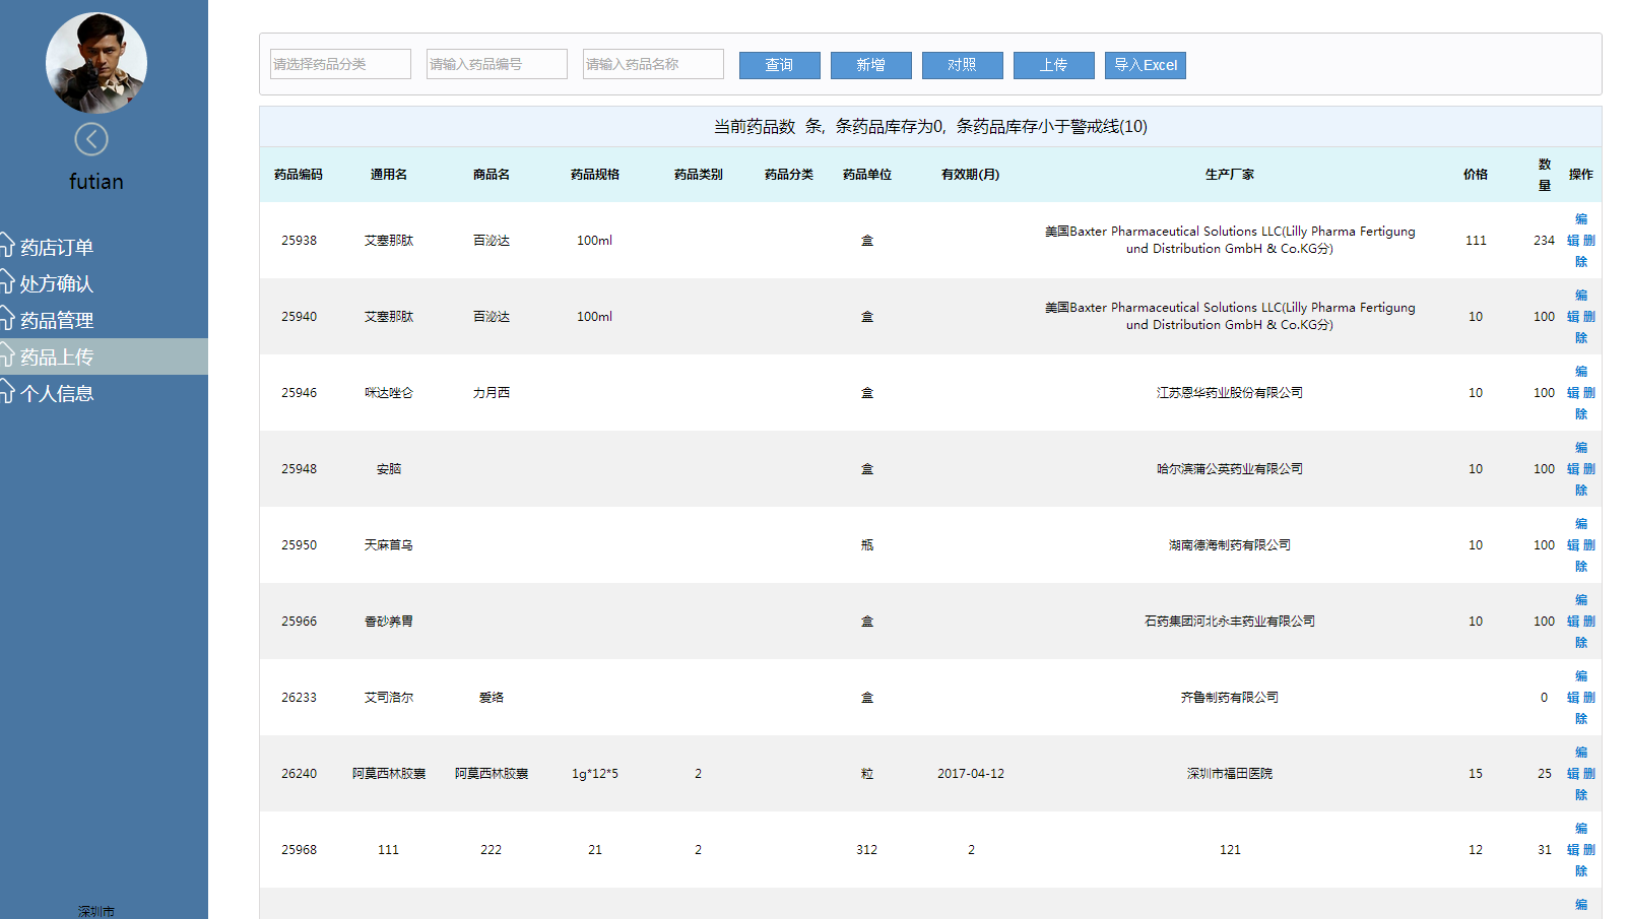 futian
药店订单
处方确认
药品管理
药品上传
个人信息
深圳市
请选择药品分类 请输入药品编号 请输入药品名称 查询 新增 对照 上传 导入Excel
当前药品数 条, 条药品库存为0, 条药品库存小于警戒线(10)
药品编码 通用名 商品名 药品规格 药品类别 药品分类 药品单位 有效期(月) 生产厂家 价格 数量 操作
25938 艾塞那肽 百泌达 100ml 盒 美国Baxter Pharmaceutical Solutions LLC(Lilly Pharma Fertigung und Distribution GmbH & Co.KG分) 111 234 编辑 删除
25940 艾塞那肽 百泌达 100ml 盒 美国Baxter Pharmaceutical Solutions LLC(Lilly Pharma Fertigung und Distribution GmbH & Co.KG分) 10 100 编辑 删除
25946 咪达唑仑 力月西 盒 江苏恩华药业股份有限公司 10 100 编辑 删除
25948 安脑 盒 哈尔滨蒲公英药业有限公司 10 100 编辑 删除
25950 天麻首乌 瓶 湖南德海制药有限公司 10 100 编辑 删除
25966 香砂养胃 盒 石药集团河北永丰药业有限公司 10 100 编辑 删除
26233 艾司洛尔 爱络 盒 齐鲁制药有限公司 0 编辑 删除
26240 阿莫西林胶囊 阿莫西林胶囊 1g*12*5 2 粒 2017-04-12 深圳市福田医院 15 25 编辑 删除
25968 111 222 21 2 312 2 121 12 31 编辑 删除
编